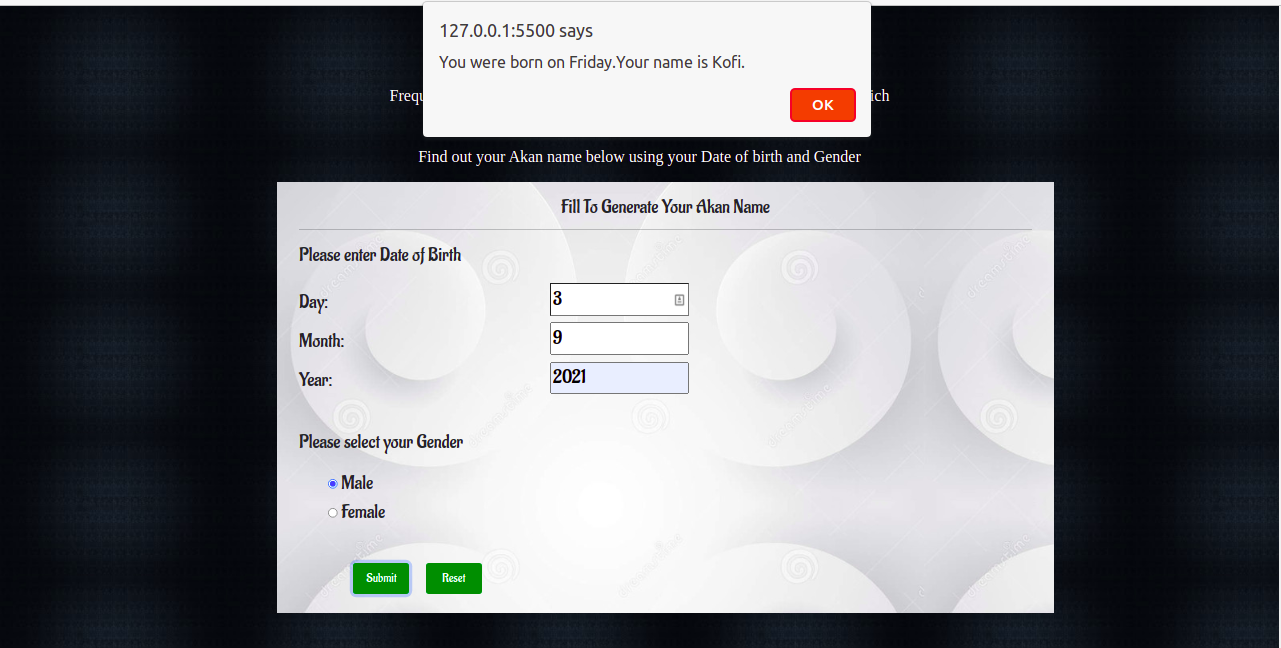 127.0.0.1:5500 says
You were born on Friday.Your name is Kofi.
OK
Frequ ich
Find out your Akan name below using your Date of birth and Gender
Fill To Generate Your Akan Name
Please enter Date of Birth
Day: 3
Month: 9
Year: 2021
Please select your Gender
Male
Female
Submit Reset